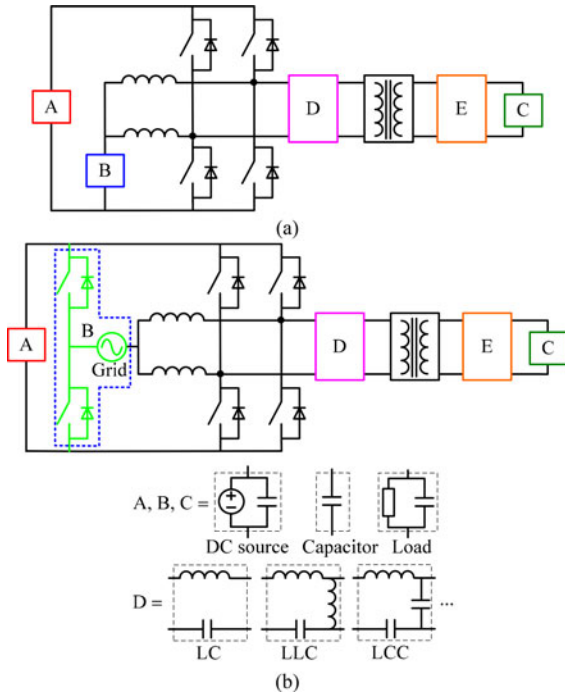 A
B
D
E
C
(a)
A
B
Grid
D
E
C
A, B, C =
DC source Capacitor Load
D =
...
LC LLC LCC
(b)